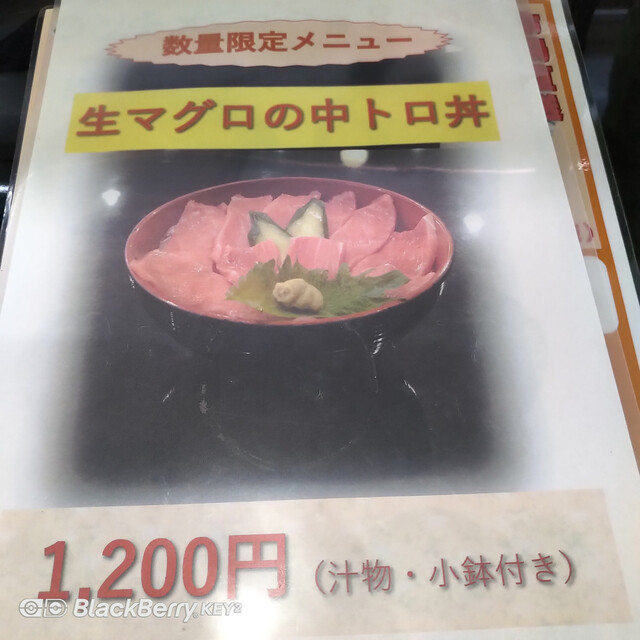 数量限定メニュー
生マグロの中トロ丼
1,200円 (汁物・小鉢付き)
BlackBerry KEY²